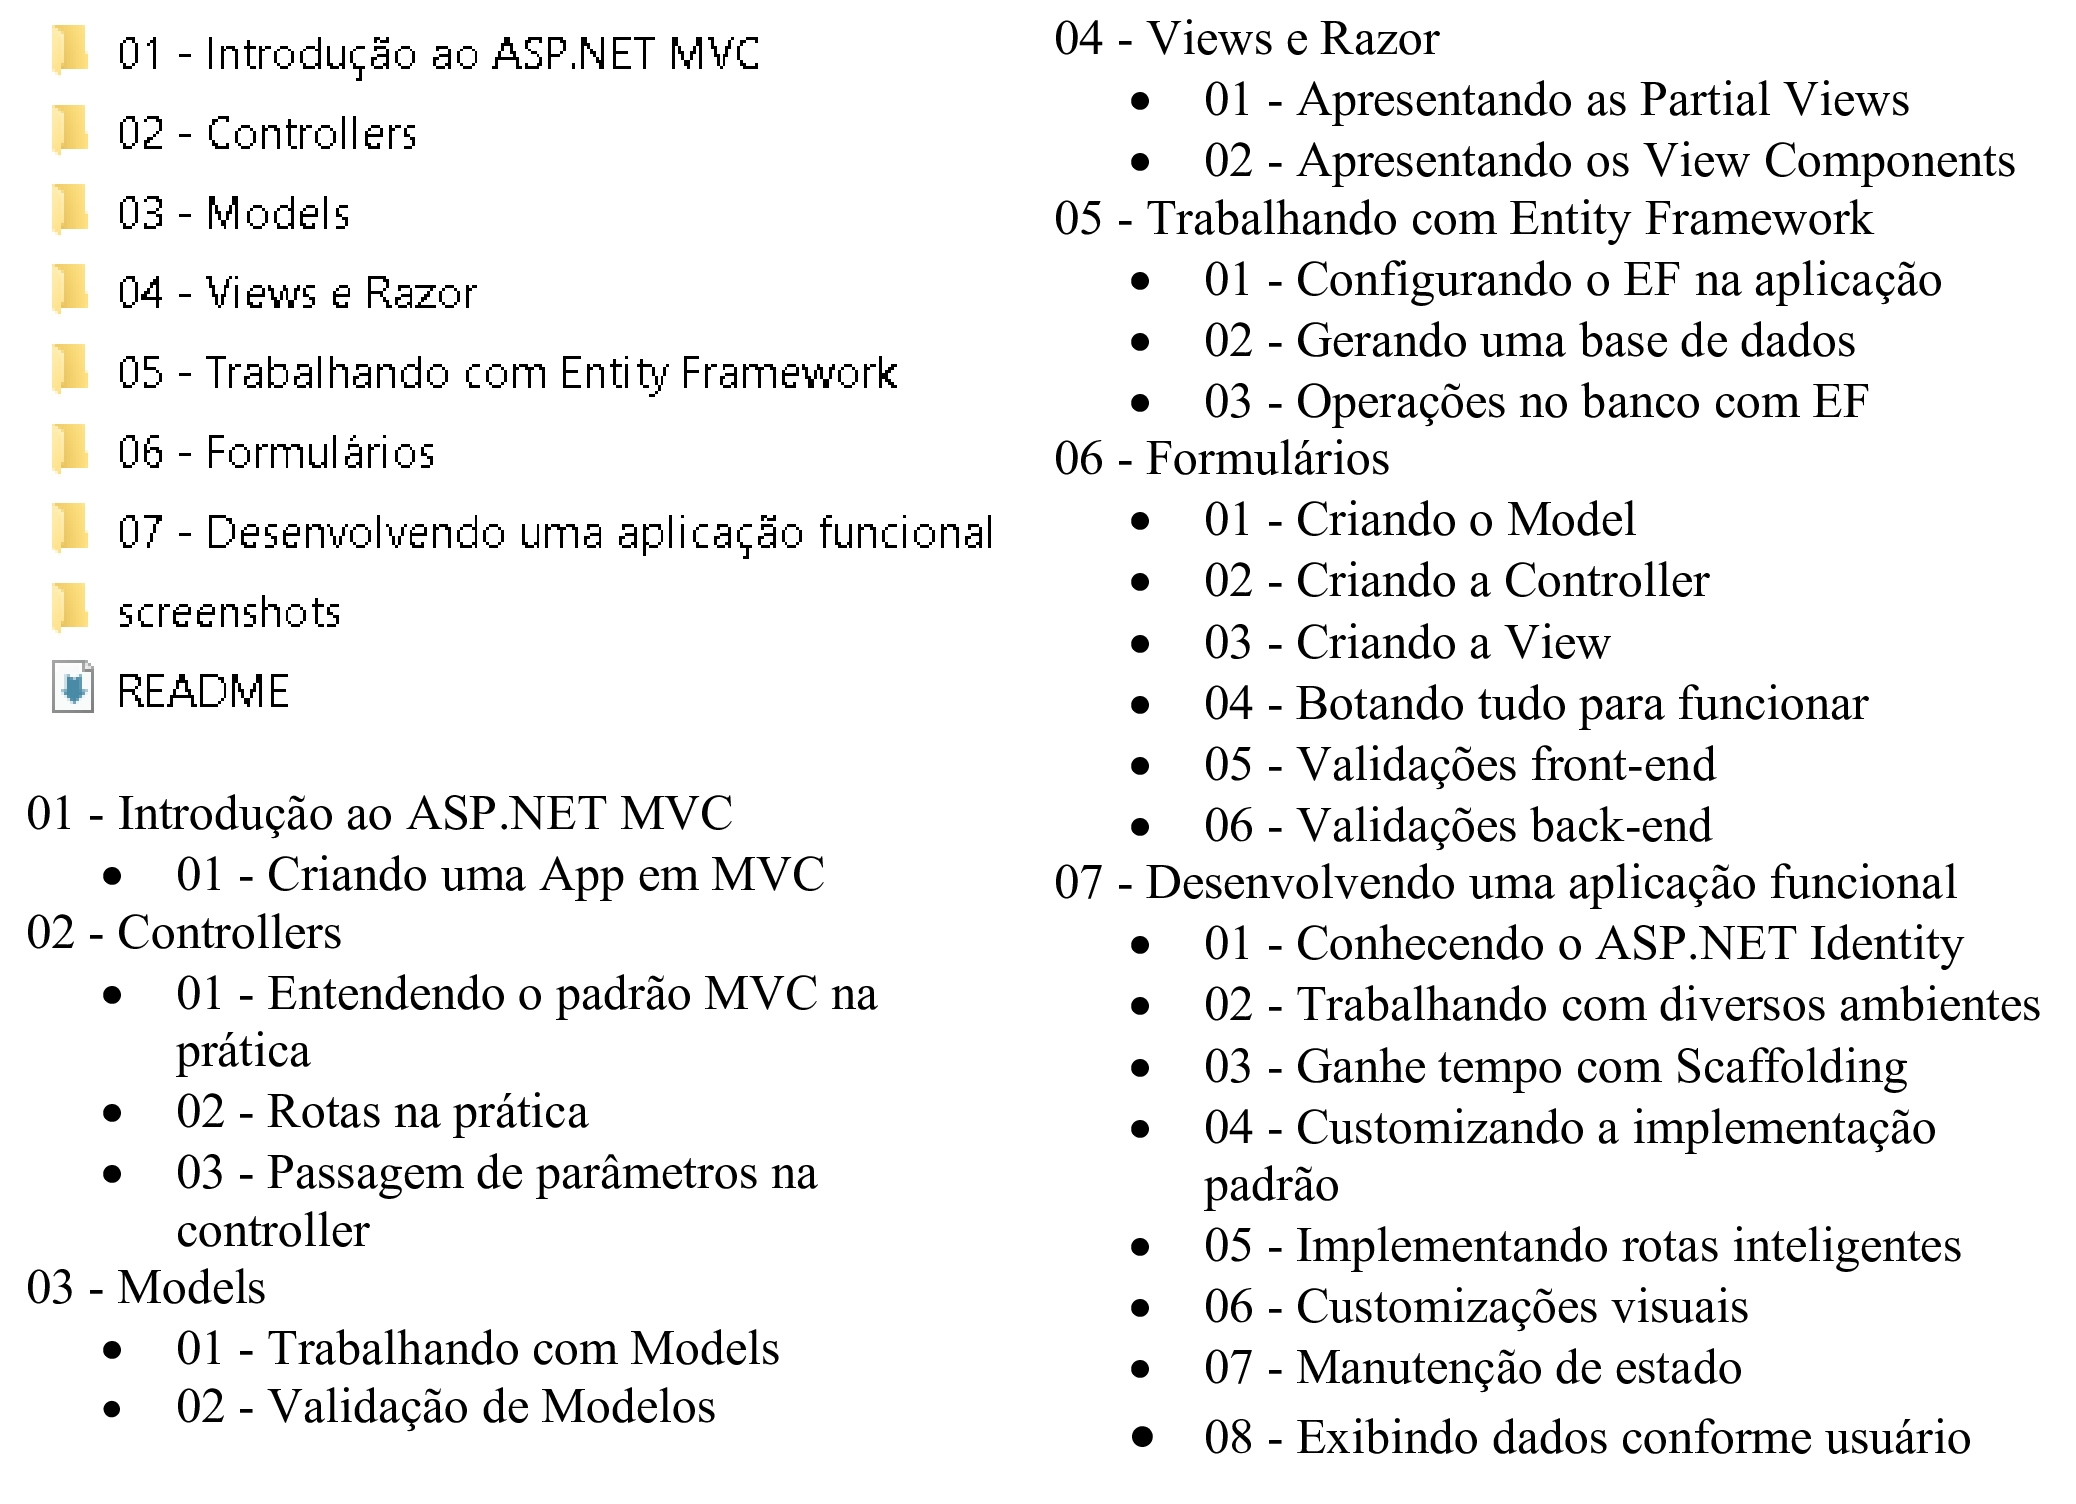 01 - Introdução ao ASP.NET MVC
02 - Controllers
03 - Models
04 - Views e Razor
05 - Trabalhando com Entity Framework
06 - Formulários
07 - Desenvolvendo uma aplicação funcional
screenshots
README
01 - Introdução ao ASP.NET MVC
• 01 - Criando uma App em MVC
02 - Controllers
• 01 - Entendendo o padrão MVC na
prática
• 02 - Rotas na prática
• 03 - Passagem de parâmetros na
controller
03 - Models
• 01 - Trabalhando com Models
• 02 - Validação de Modelos
04 - Views e Razor
• 01 - Apresentando as Partial Views
• 02 - Apresentando os View Components
05 - Trabalhando com Entity Framework
• 01 - Configurando o EF na aplicação
• 02 - Gerando uma base de dados
• 03 - Operações no banco com EF
06 - Formulários
• 01 - Criando o Model
• 02 - Criando a Controller
• 03 - Criando a View
• 04 - Botando tudo para funcionar
• 05 - Validações front-end
• 06 - Validações back-end
07 - Desenvolvendo uma aplicação funcional
• 01 - Conhecendo o ASP.NET Identity
• 02 - Trabalhando com diversos ambientes
• 03 - Ganhe tempo com Scaffolding
• 04 - Customizando a implementação
padrão
• 05 - Implementando rotas inteligentes
• 06 - Customizações visuais
• 07 - Manutenção de estado
• 08 - Exibindo dados conforme usuário